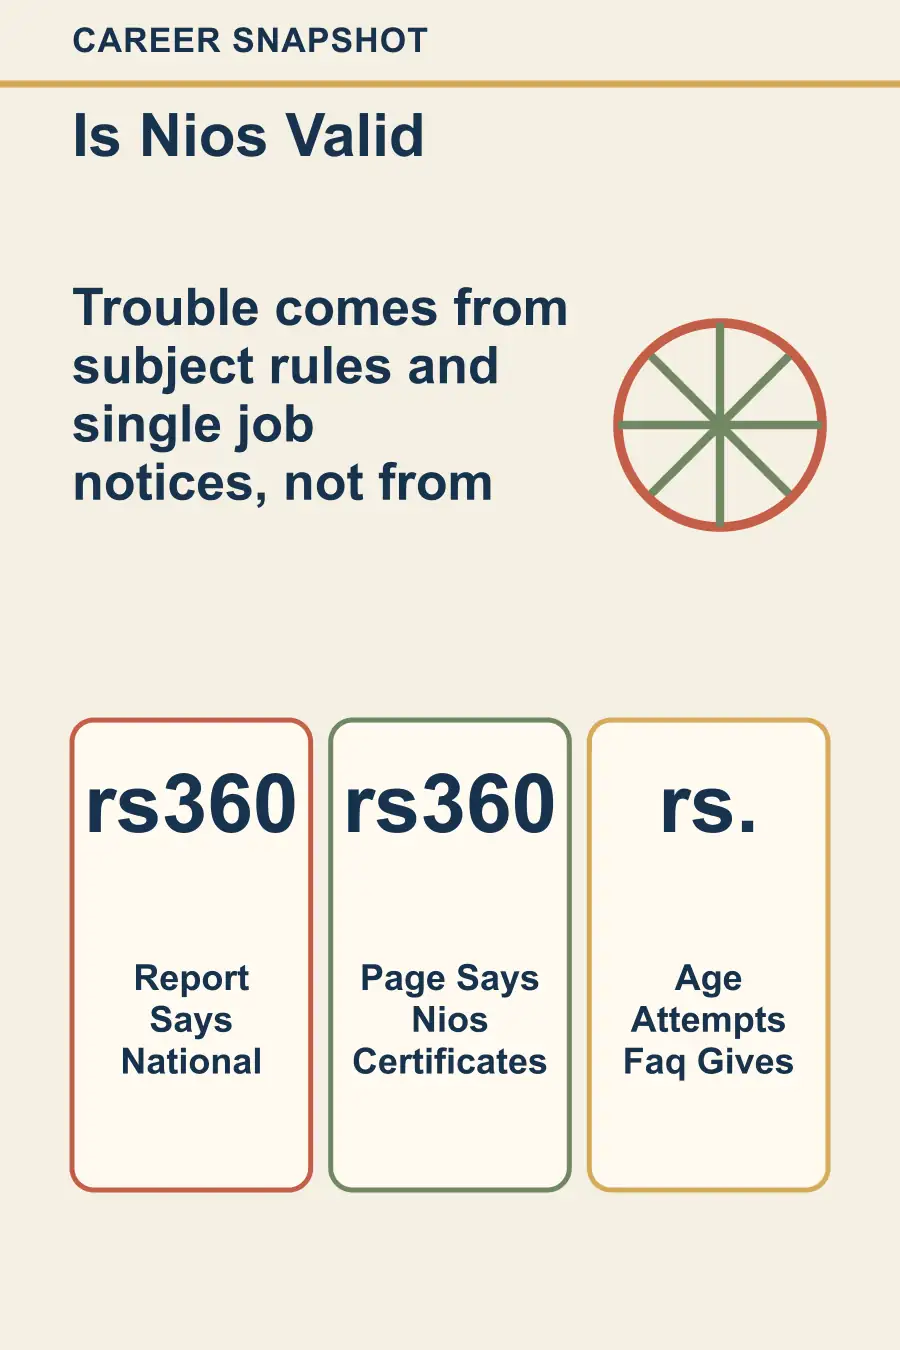 CAREER SNAPSHOT
Is Nios Valid
Trouble comes from
subject rules and
single job
notices, not from
rs360
Report
Says
National
rs360
Page Says
Nios
Certificates
rs.
Age
Attempts
Faq Gives